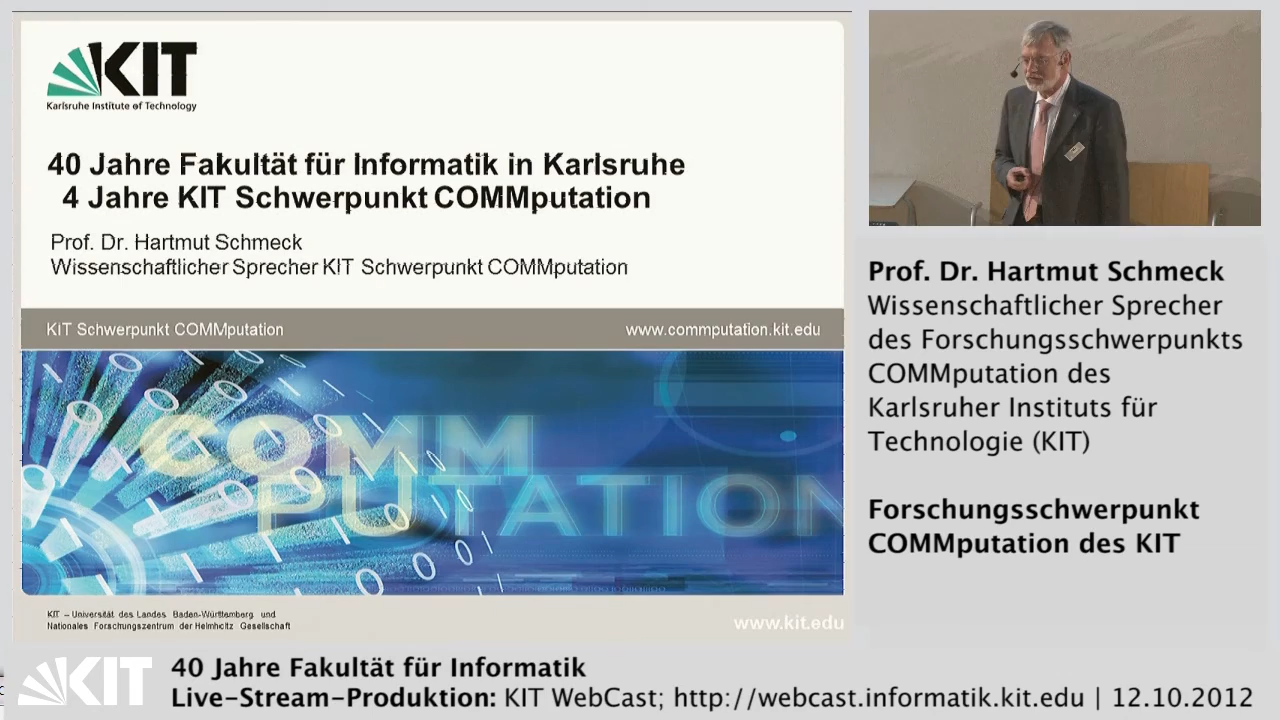 KIT
Karlsruhe Institute of Technology
40 Jahre Fakultät für Informatik in Karlsruhe
4 Jahre KIT Schwerpunkt COMMputation
Prof. Dr. Hartmut Schmeck
Wissenschaftlicher Sprecher KIT Schwerpunkt COMMputation
KIT Schwerpunkt COMMputation
www.commputation.kit.edu
COMM
PUTATION
KIT – Universität des Landes Baden-Württemberg und
Nationales Forschungszentrum der Helmholtz Gesellschaft
www.kit.edu
Prof. Dr. Hartmut Schmeck
Wissenschaftlicher Sprecher
des Forschungsschwerpunkts
COMMputation des
Karlsruher Instituts für
Technologie (KIT)
Forschungsschwerpunkt
COMMputation des KIT
KIT
40 Jahre Fakultät für Informatik
Live-Stream-Produktion: KIT WebCast; http://webcast.informatik.kit.edu | 12.10.2012